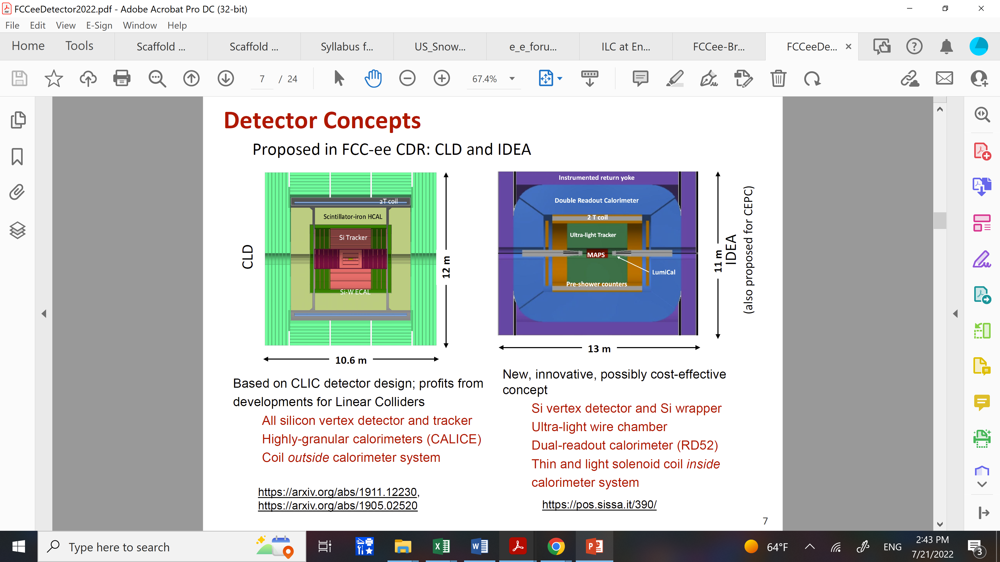 FCCeeDetector2022.pdf - Adobe Acrobat Pro DC (32-bit)
File Edit View E-Sign Window Help
Home Tools Scaffold ... Scaffold ... Syllabus f... US_Snow... e_e_foru... ILC at En... FCCee-Br... FCCeeDe...
7 / 24 67.4%
Detector Concepts
Proposed in FCC-ee CDR: CLD and IDEA
CLD
2T coil
Scintillator-iron HCAL
Si Tracker
Si-W ECAL
12 m
10.6 m
Instrumented return yoke
Double Readout Calorimeter
2 T coil
Ultra-light Tracker
MAPS
LumiCal
Pre-shower counters
11 m
IDEA
(also proposed for CEPC)
13 m
Based on CLIC detector design; profits from
developments for Linear Colliders
All silicon vertex detector and tracker
Highly-granular calorimeters (CALICE)
Coil outside calorimeter system
https://arxiv.org/abs/1911.12230,
https://arxiv.org/abs/1905.02520
New, innovative, possibly cost-effective
concept
Si vertex detector and Si wrapper
Ultra-light wire chamber
Dual-readout calorimeter (RD52)
Thin and light solenoid coil inside
calorimeter system
https://pos.sissa.it/390/
7
Type here to search
64°F
ENG
2:43 PM
7/21/2022
3